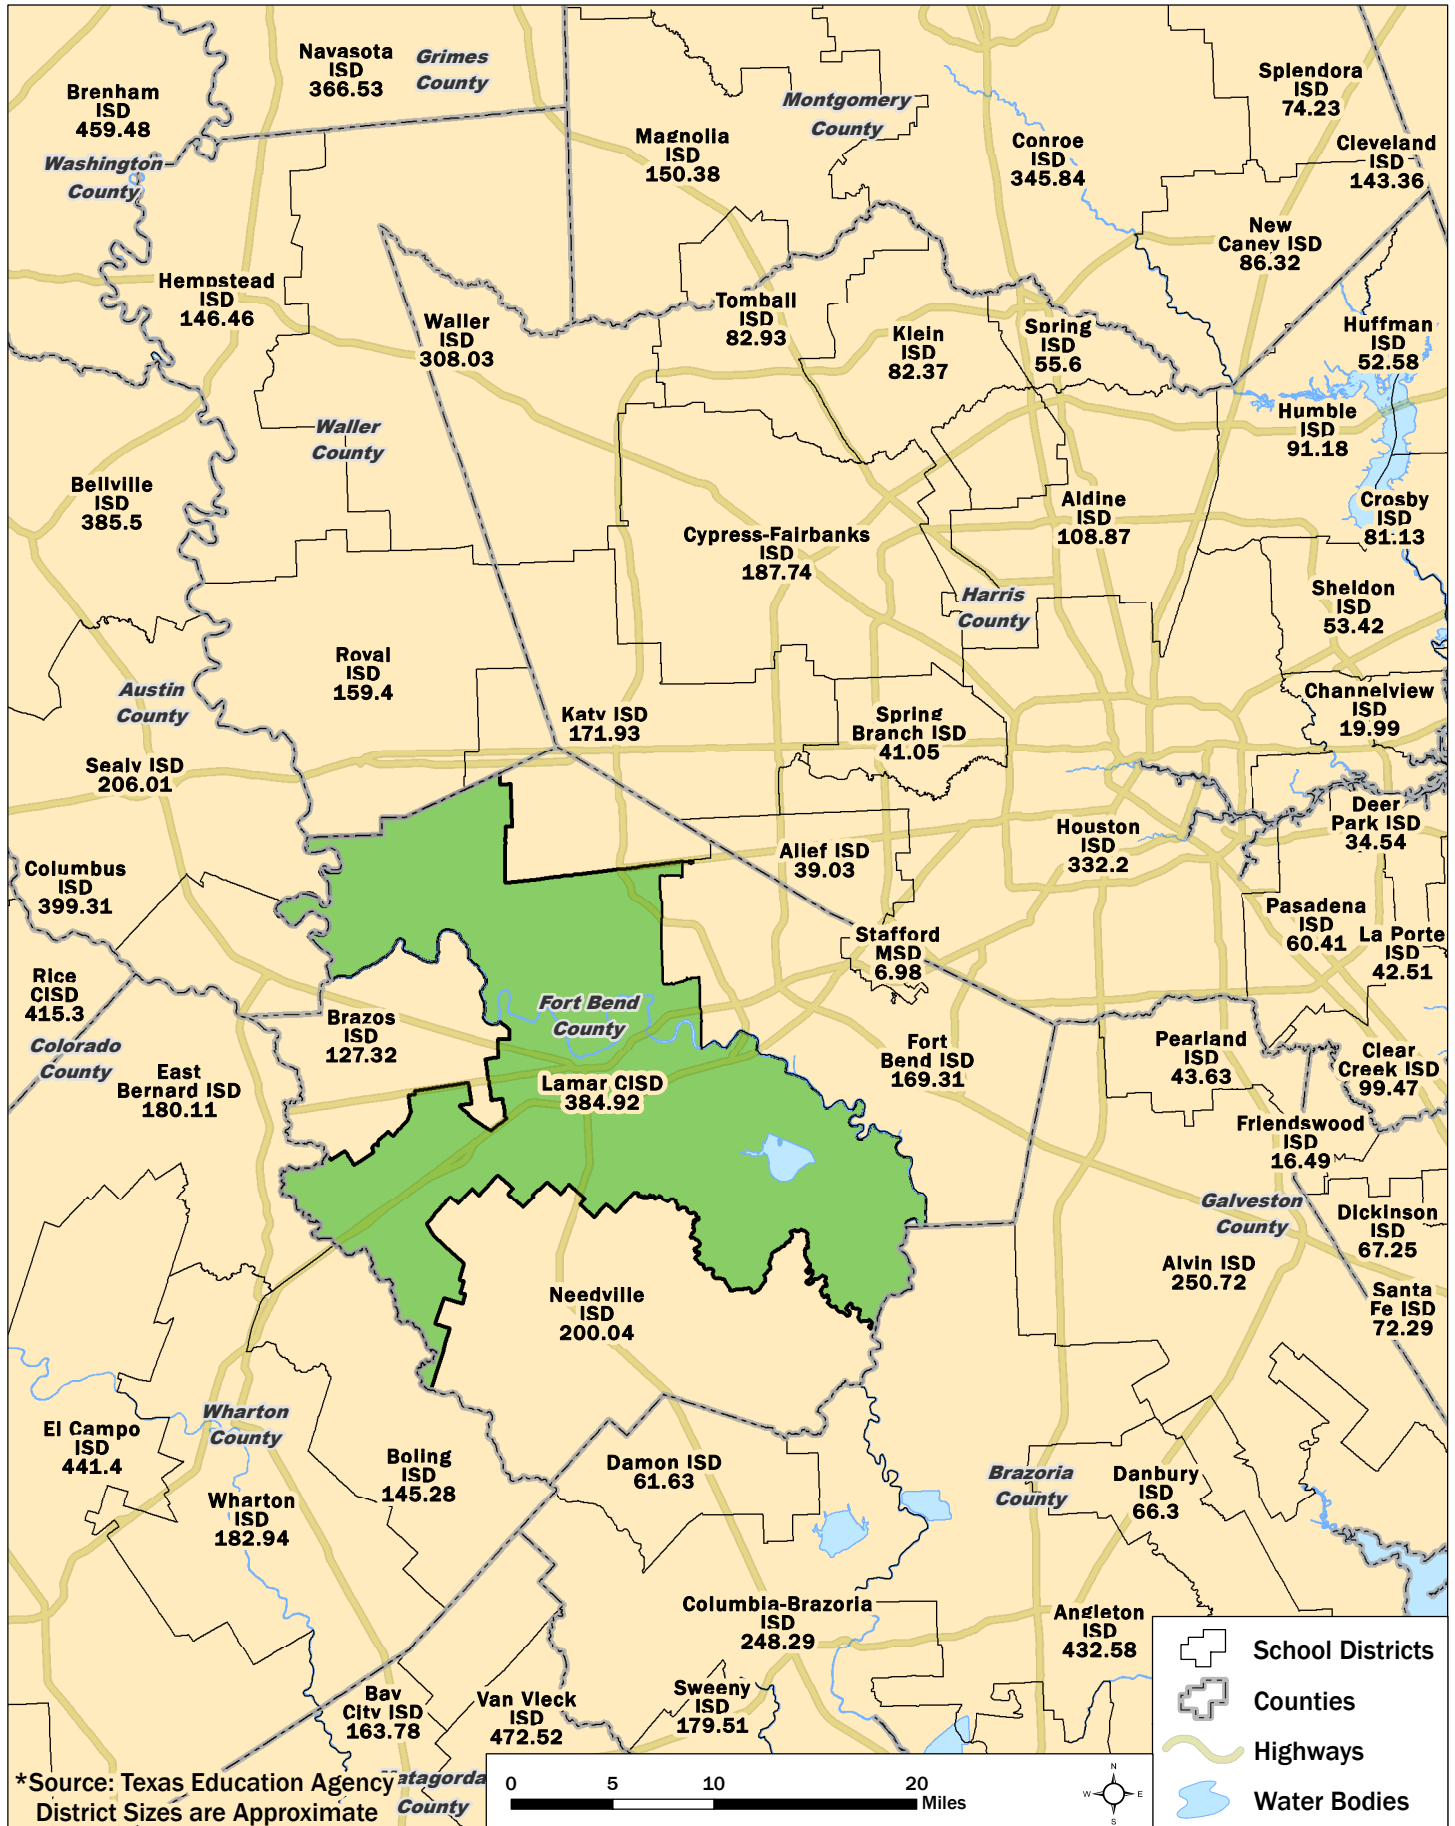 Navasota
ISD
366.53
Grimes
County
Brenham
ISD
459.48
Washington
County
Magnolia
ISD
150.38
Montgomery
County
Conroe
ISD
345.84
Splendora
ISD
74.23
Cleveland
ISD
143.36
New
Caney ISD
86.32
Hempstead
ISD
146.46
Waller
ISD
308.03
Tomball
ISD
82.93
Klein
ISD
82.37
Spring
ISD
55.6
Huffman
ISD
52.58
Humble
ISD
91.18
Waller
County
Bellville
ISD
385.5
Cypress-Fairbanks
ISD
187.74
Aldine
ISD
108.87
Crosby
ISD
81.13
Harris
County
Sheldon
ISD
53.42
Royal
ISD
159.4
Austin
County
Katy ISD
171.93
Spring
Branch ISD
41.05
Channelview
ISD
19.99
Sealy ISD
206.01
Columbus
ISD
399.31
Alief ISD
39.03
Houston
ISD
332.2
Deer
Park ISD
34.54
Pasadena
ISD
60.41
La Porte
ISD
42.51
Stafford
MSD
6.98
Rice
CISD
415.3
Colorado
County
Brazos
ISD
127.32
Fort Bend
County
East
Bernard ISD
180.11
Lamar CISD
384.92
Fort
Bend ISD
169.31
Pearland
ISD
43.63
Clear
Creek ISD
99.47
Friendswood
ISD
16.49
Galveston
County
Dickinson
ISD
67.25
Alvin ISD
250.72
Santa
Fe ISD
72.29
Needville
ISD
200.04
El Campo
ISD
441.4
Wharton
County
Boling
ISD
145.28
Wharton
ISD
182.94
Damon ISD
61.63
Brazoria
County
Danbury
ISD
66.3
Columbia-Brazoria
ISD
248.29
Angleton
ISD
432.58
Bay
City ISD
163.78
Van Vleck
ISD
472.52
Sweeny
ISD
179.51
School Districts
Counties
Highways
Water Bodies
*Source: Texas Education Agency
District Sizes are Approximate
atagorda
County
0 5 10 20
Miles
N
W E
S